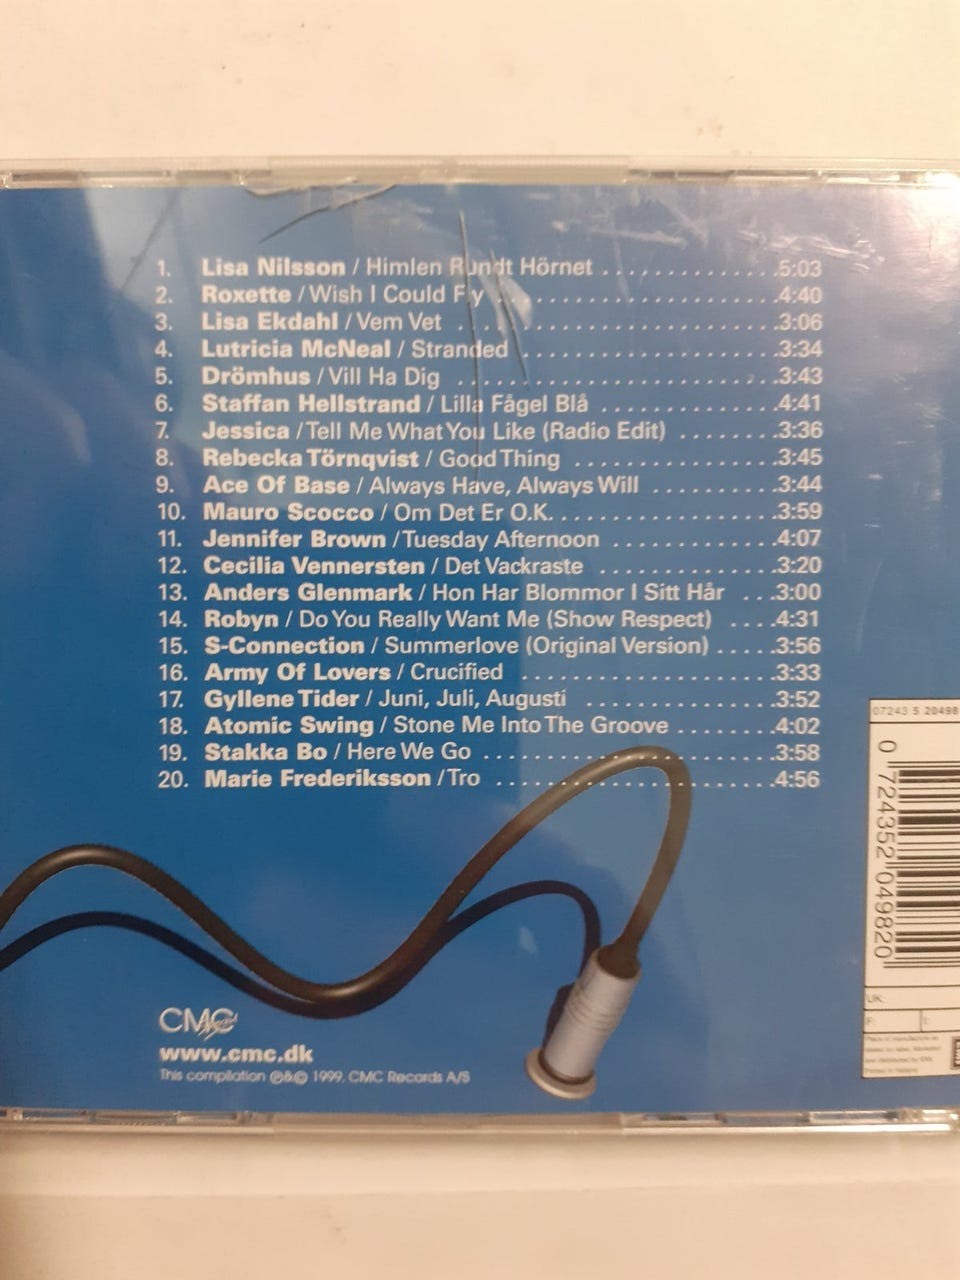 1. Lisa Nilsson / Himlen Rundt Hörnet ..............5:03
2. Roxette / Wish I Could Fly ......................4:40
3. Lisa Ekdahl / Vem Vet ......................3:06
4. Lutricia McNeal / Stranded ....................3:34
5. Drömhus / Vill Ha Dig .........................3:43
6. Staffan Hellstrand / Lilla Fågel Blå ..............4:41
7. Jessica / Tell Me What You Like (Radio Edit) ........3:36
8. Rebecka Törnqvist / Good Thing ................3:45
9. Ace Of Base / Always Have, Always Will ..........3:44
10. Mauro Scocco / Om Det Er O.K. .................3:59
11. Jennifer Brown / Tuesday Afternoon .............4:07
12. Cecilia Vennersten / Det Vackraste ..............3:20
13. Anders Glenmark / Hon Har Blommor I Sitt Hår ...3:00
14. Robyn / Do You Really Want Me (Show Respect) ....4:31
15. S-Connection / Summerlove (Original Version) .....3:56
16. Army Of Lovers / Crucified ....................3:33
17. Gyllene Tider / Juni, Juli, Augusti ...............3:52
18. Atomic Swing / Stone Me Into The Groove ........4:02
19. Stakka Bo / Here We Go .......................3:58
20. Marie Frederiksson / Tro ......................4:56
07243 5 20498
0 724352 049820
UK:
F:
CMC
www.cmc.dk
This compilation ℗&© 1999. CMC Records A/S